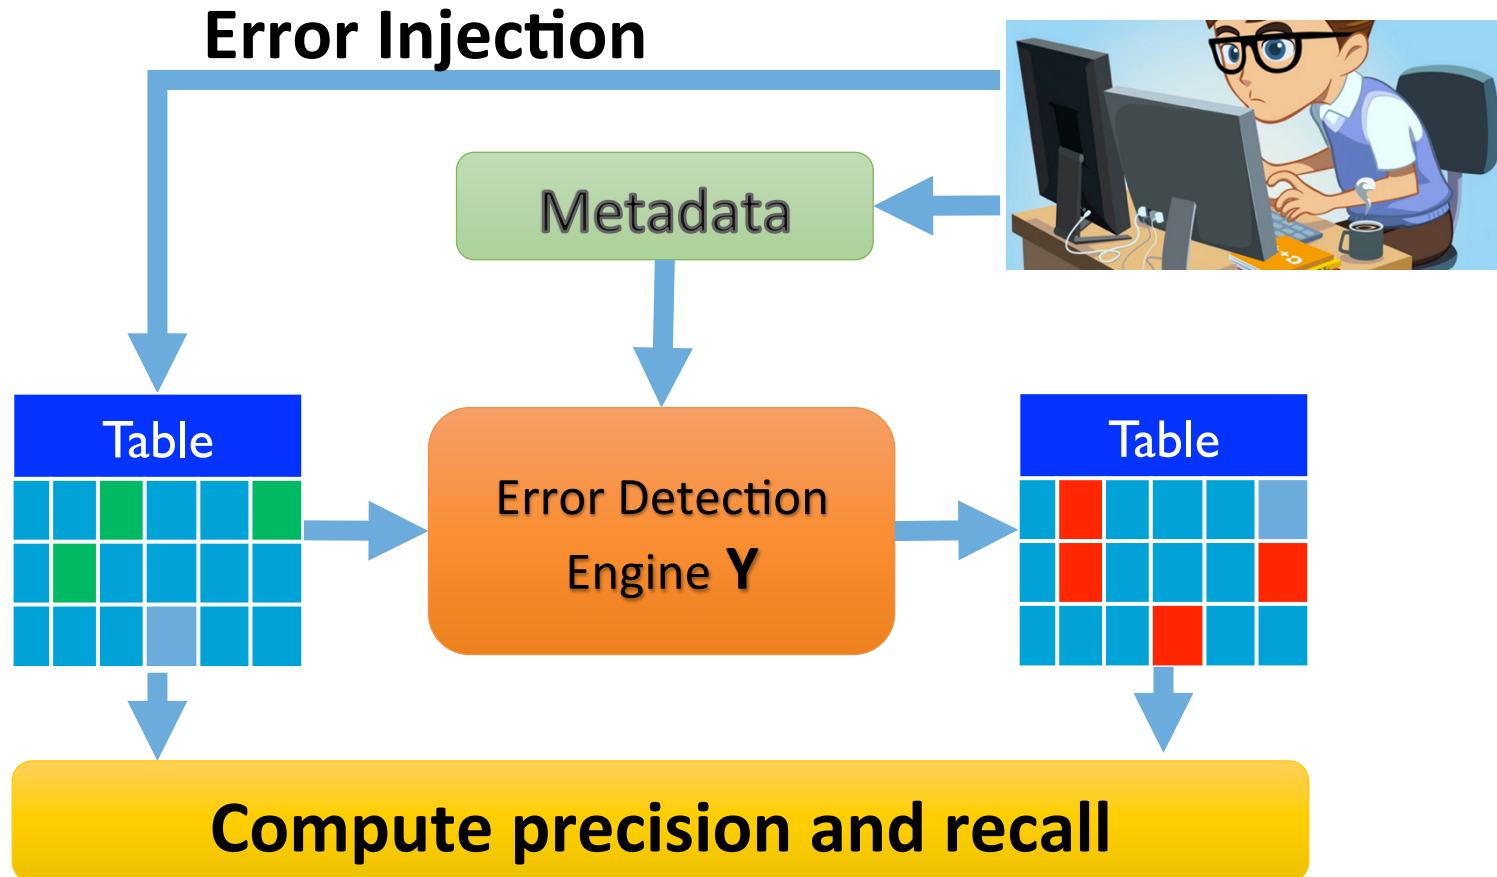 Error Injection
Metadata
Table
Error Detection
Engine Y
Table
Compute precision and recall